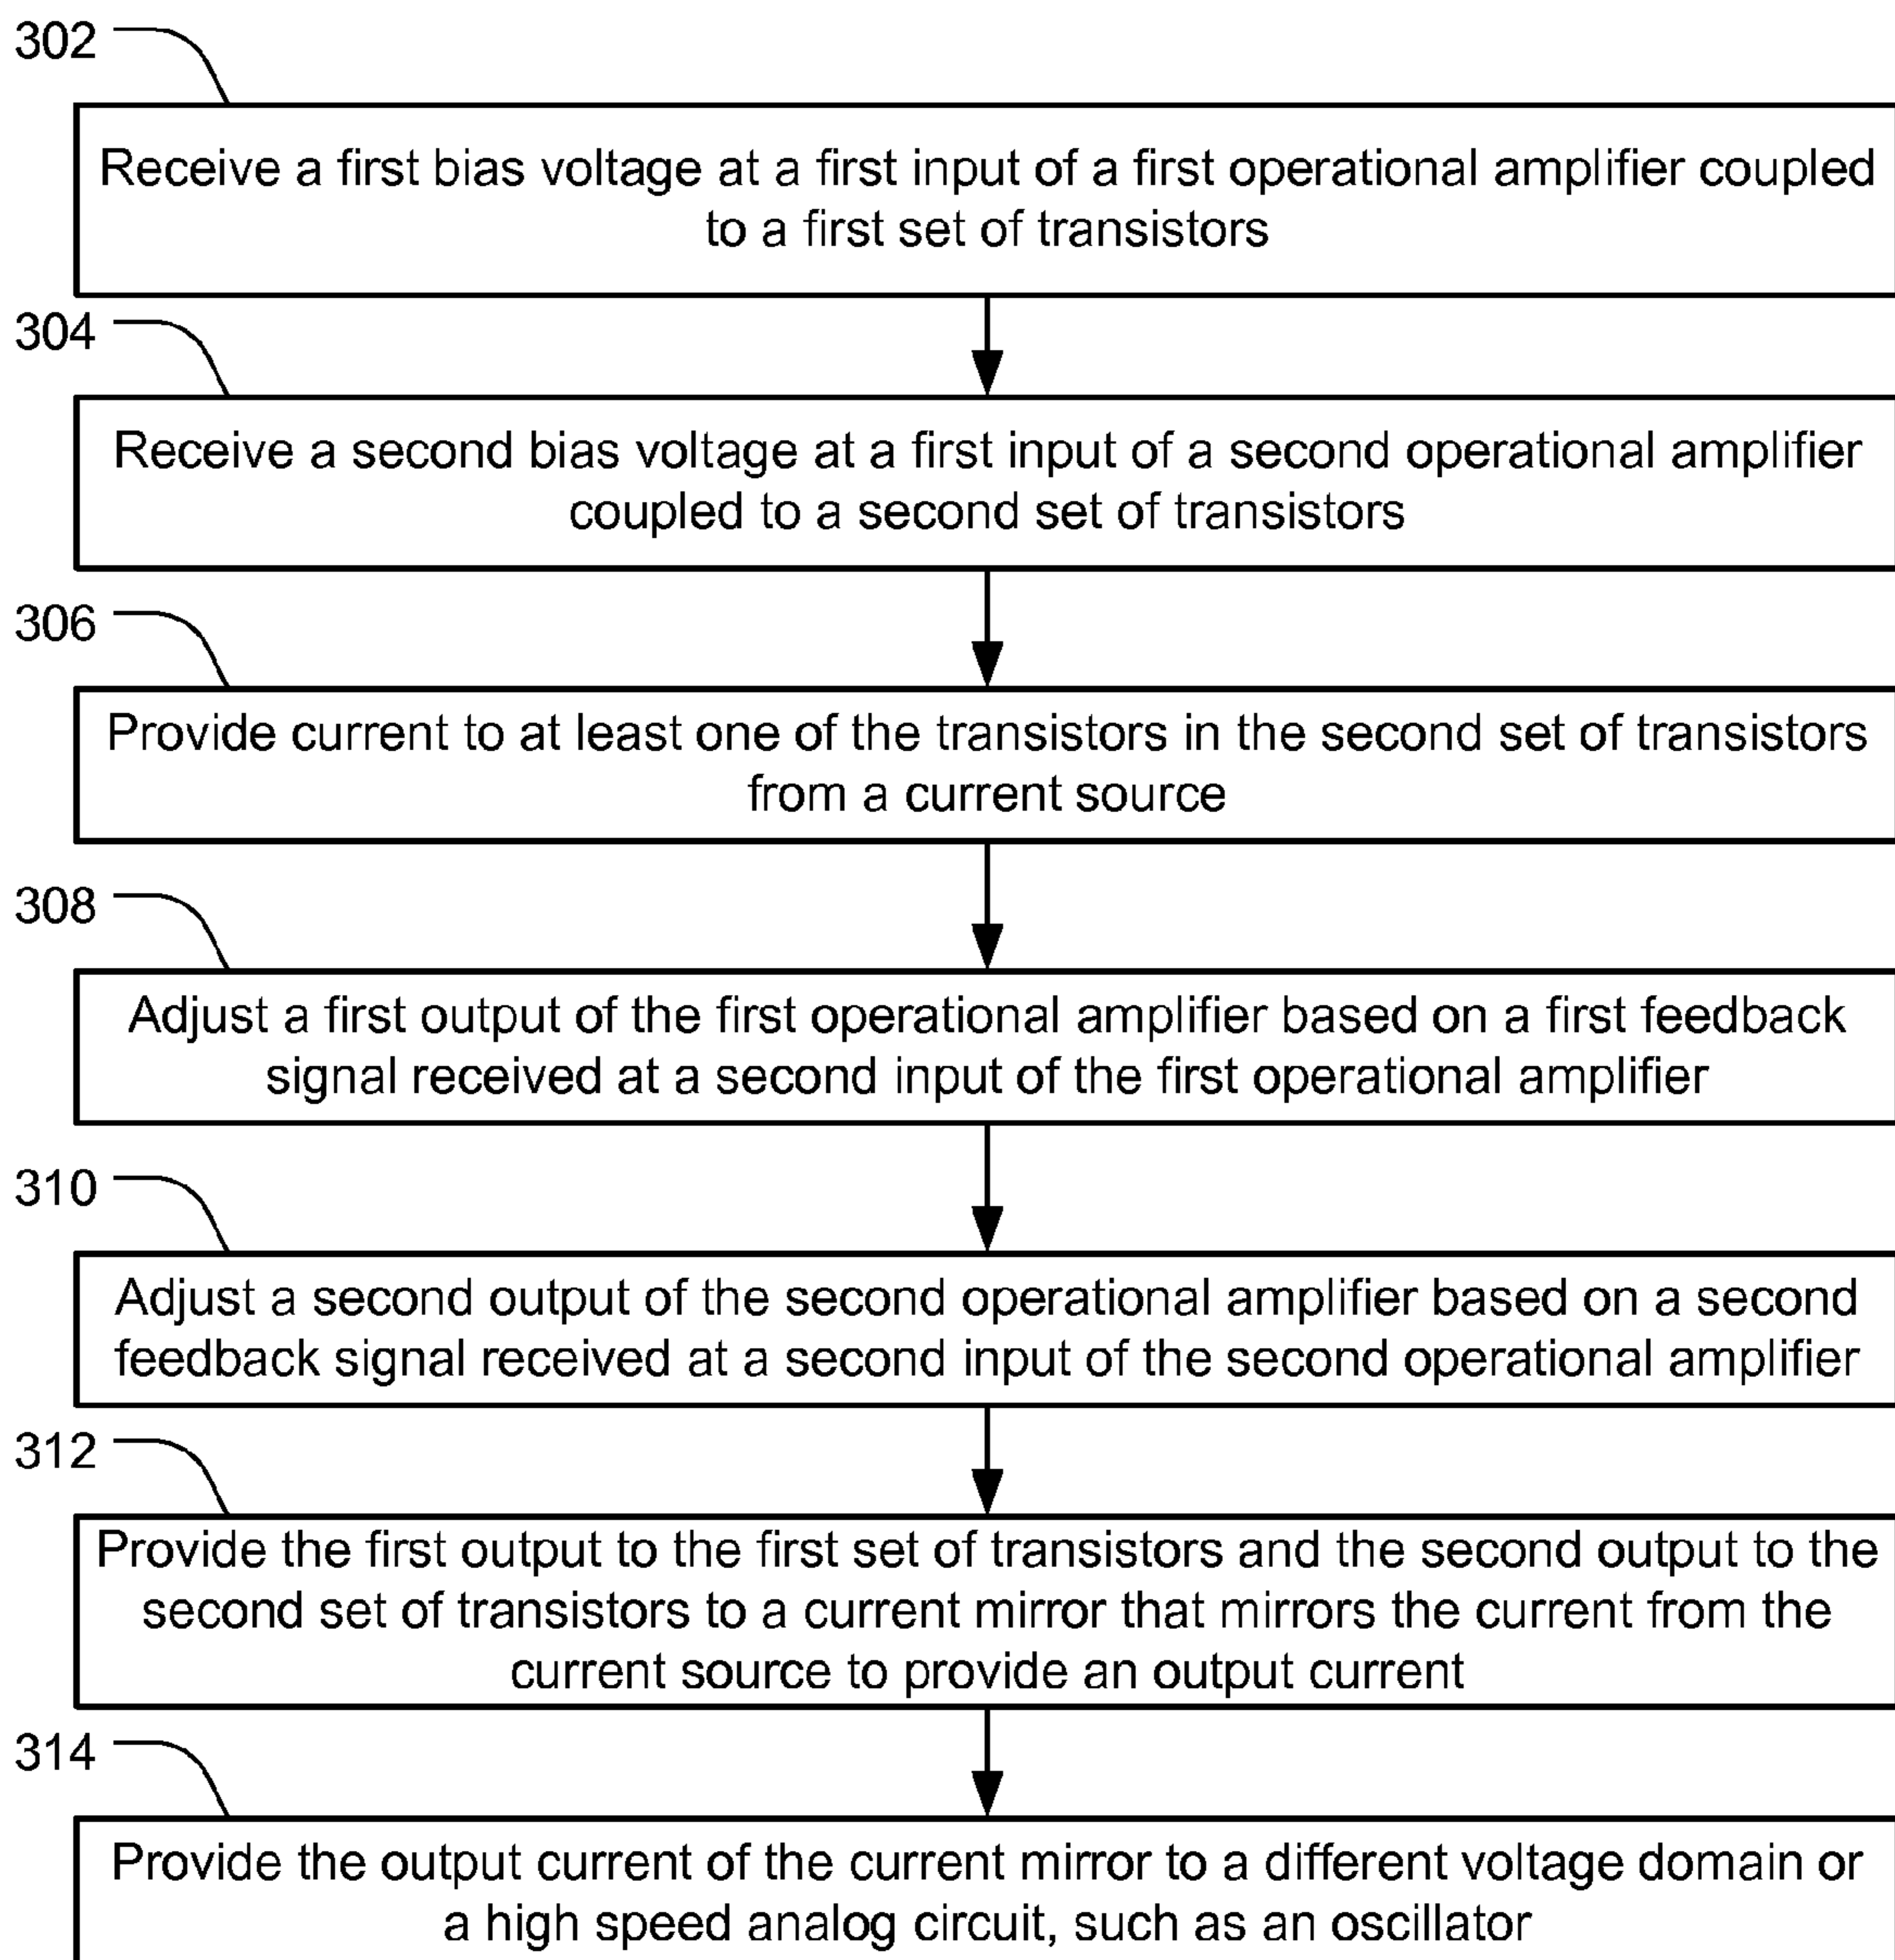 302
Receive a first bias voltage at a first input of a first operational amplifier coupled
to a first set of transistors
304
Receive a second bias voltage at a first input of a second operational amplifier
coupled to a second set of transistors
306
Provide current to at least one of the transistors in the second set of transistors
from a current source
308
Adjust a first output of the first operational amplifier based on a first feedback
signal received at a second input of the first operational amplifier
310
Adjust a second output of the second operational amplifier based on a second
feedback signal received at a second input of the second operational amplifier
312
Provide the first output to the first set of transistors and the second output to the
second set of transistors to a current mirror that mirrors the current from the
current source to provide an output current
314
Provide the output current of the current mirror to a different voltage domain or
a high speed analog circuit, such as an oscillator